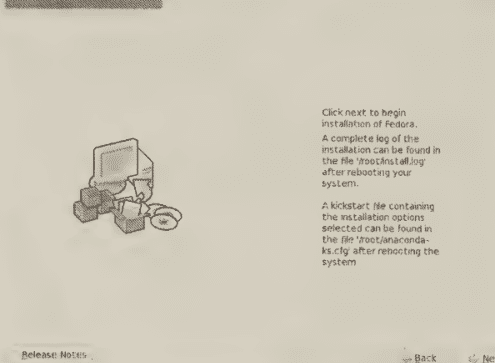 Click next to begin
installation of Fedora.
A complete log of the
installation can be found in
the file '/root/install.log'
after rebooting your
system.
A kickstart file containing
the installation options
selected can be found in
the file '/root/anaconda-
ks.cfg' after rebooting the
system
Release Notes
Back
Ne